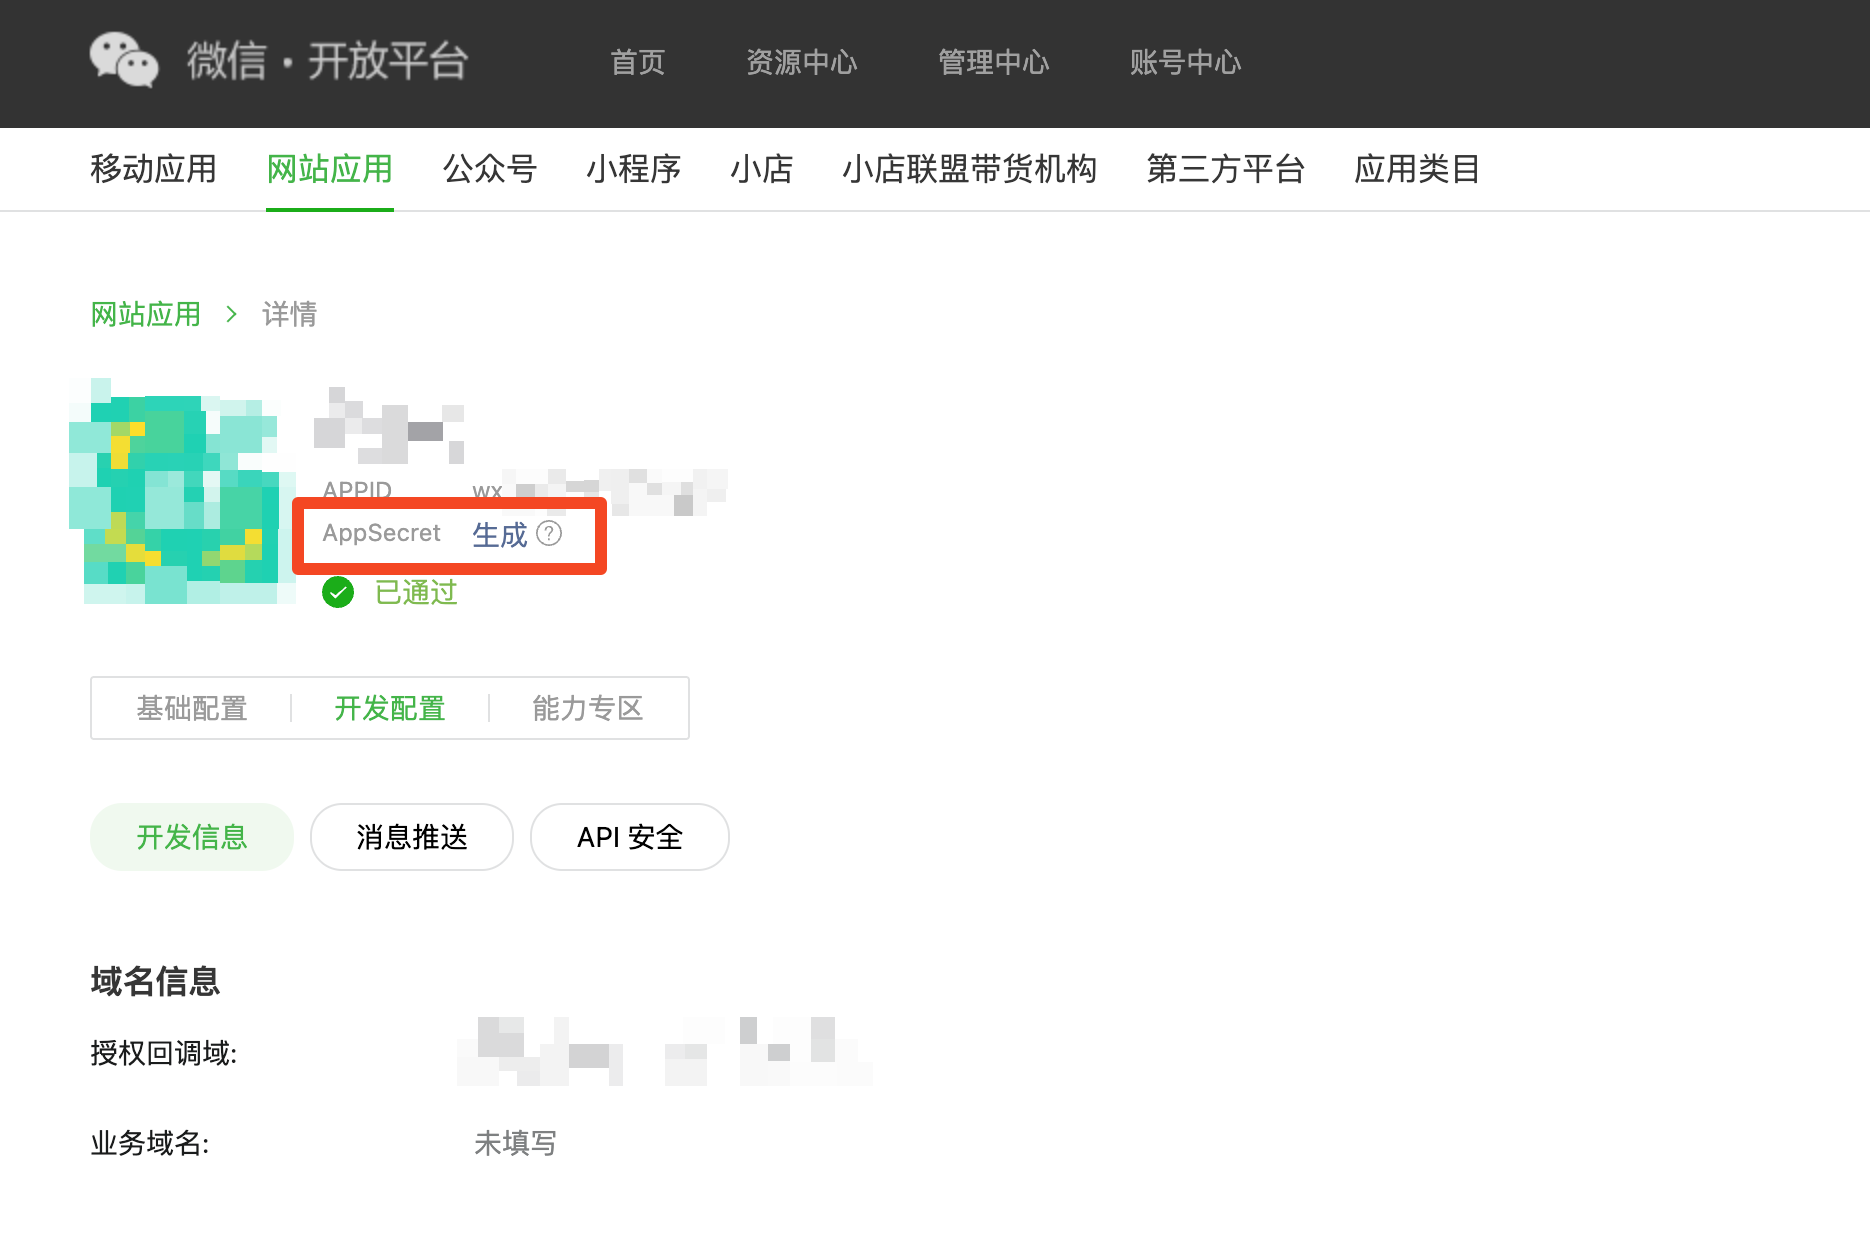 微信·开放平台 首页 资源中心 管理中心 账号中心
移动应用 网站应用 公众号 小程序 小店 小店联盟带货机构 第三方平台 应用类目
网站应用 > 详情
APPID wx
AppSecret 生成 ?
已通过
基础配置 开发配置 能力专区
开发信息 消息推送 API 安全
域名信息
授权回调域:
业务域名: 未填写